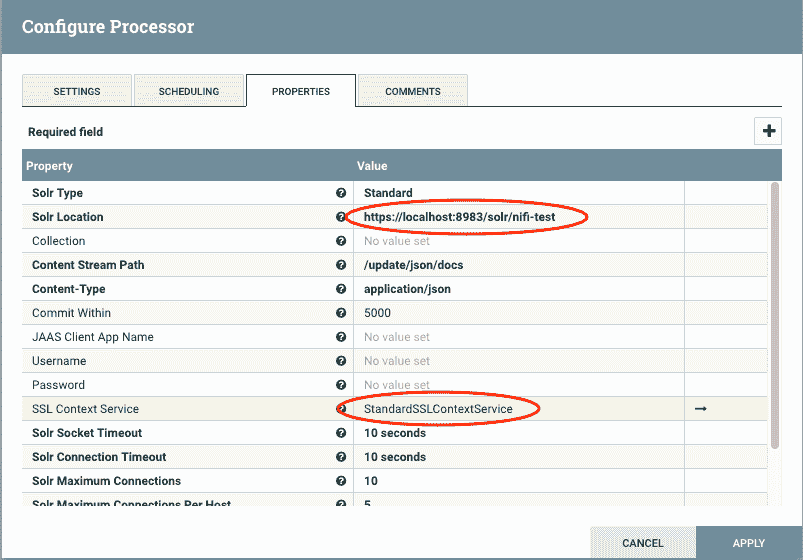 Configure Processor
SETTINGS SCHEDULING PROPERTIES COMMENTS
Required field
Property Value
Solr Type Standard
Solr Location https://localhost:8983/solr/nifi-test
Collection No value set
Content Stream Path /update/json/docs
Content-Type application/json
Commit Within 5000
JAAS Client App Name No value set
Username No value set
Password No value set
SSL Context Service StandardSSLContextService
Solr Socket Timeout 10 seconds
Solr Connection Timeout 10 seconds
Solr Maximum Connections 10
Solr Maximum Connections Per Host 5
CANCEL APPLY